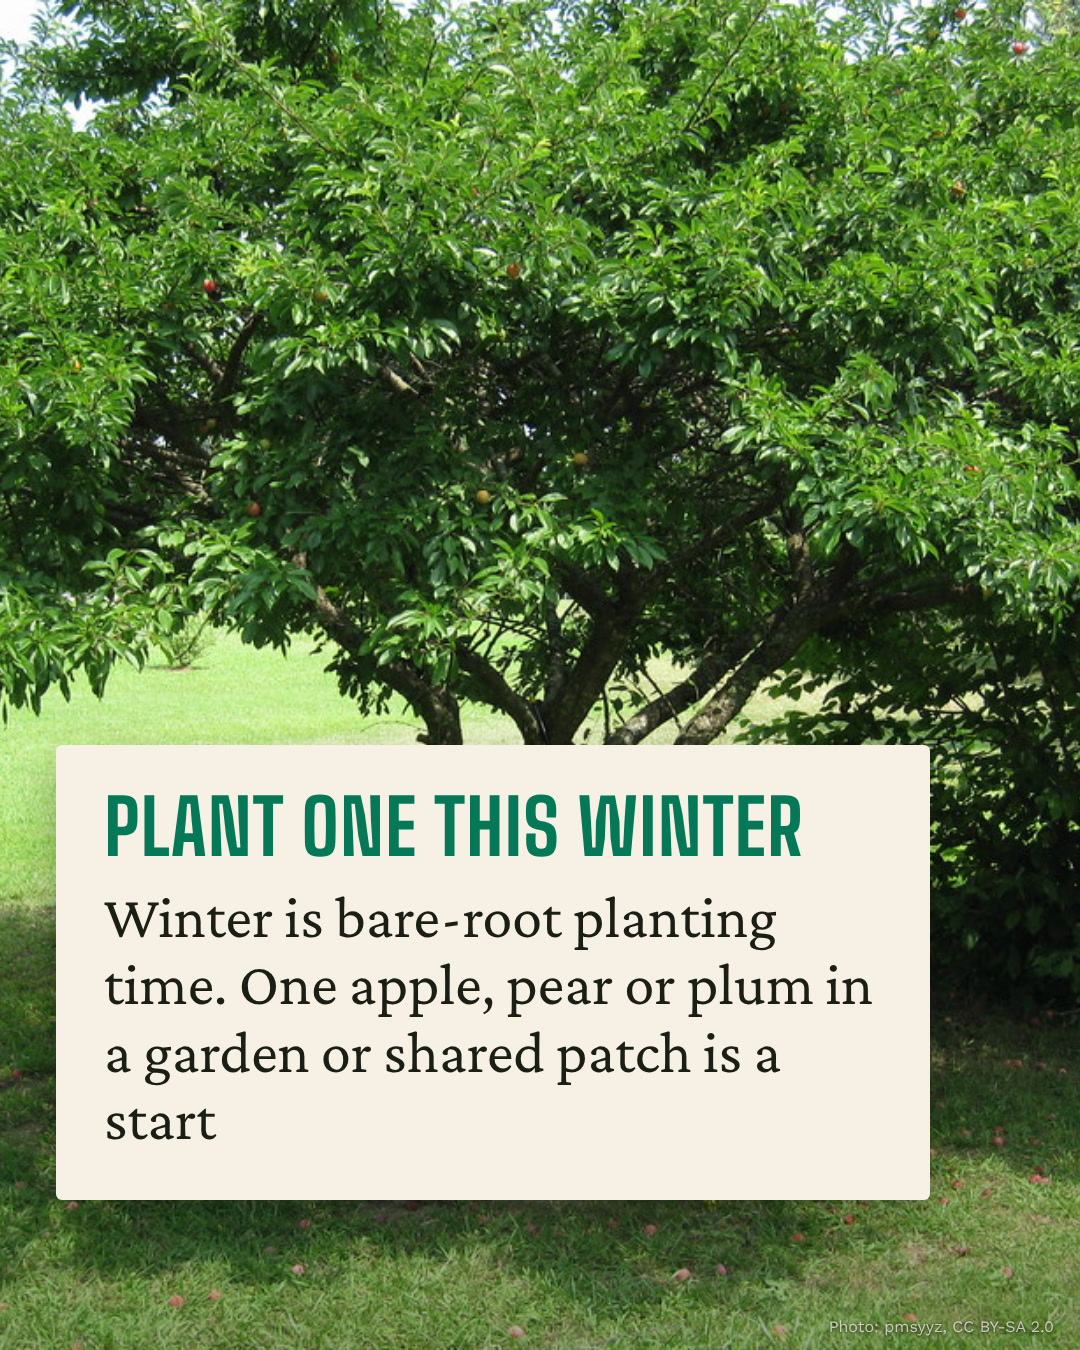 PLANT ONE THIS WINTER
Winter is bare-root planting
time. One apple, pear or plum in
a garden or shared patch is a
start
Photo: pmsyyz, CC BY-SA 2.0